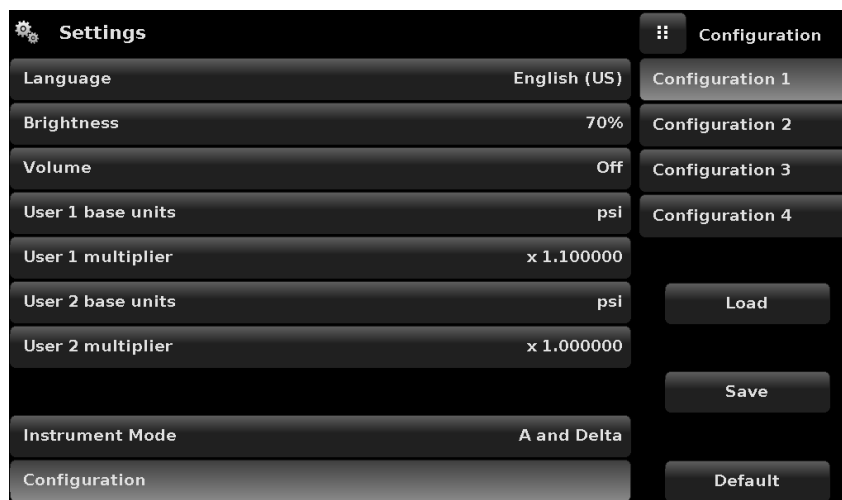 Settings
Language English (US)
Brightness 70%
Volume Off
User 1 base units psi
User 1 multiplier x 1.100000
User 2 base units psi
User 2 multiplier x 1.000000
Instrument Mode A and Delta
Configuration
Configuration
Configuration 1
Configuration 2
Configuration 3
Configuration 4
Load
Save
Default